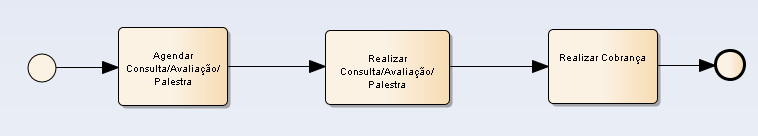 Agendar
Consulta/Avaliação/
Palestra
Realizar
Consulta/Avaliação/
Palestra
Realizar Cobrança